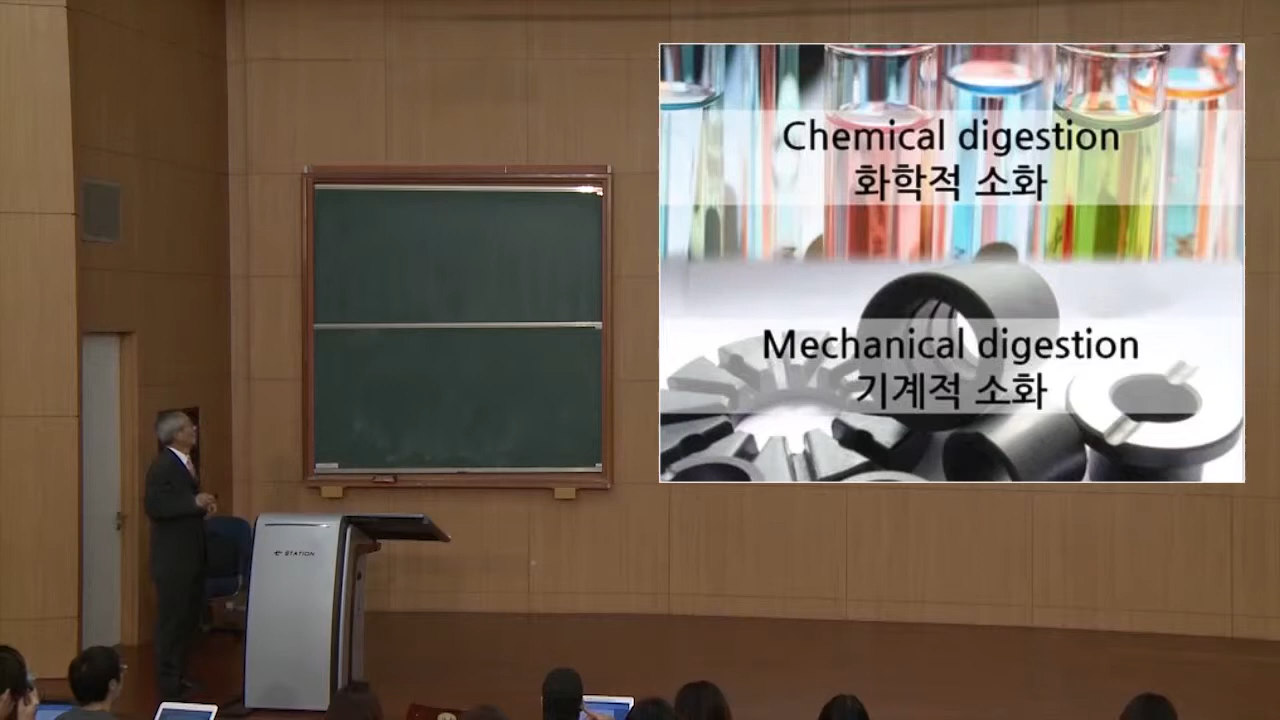 Chemical digestion
화학적 소화
Mechanical digestion
기계적 소화
STATION